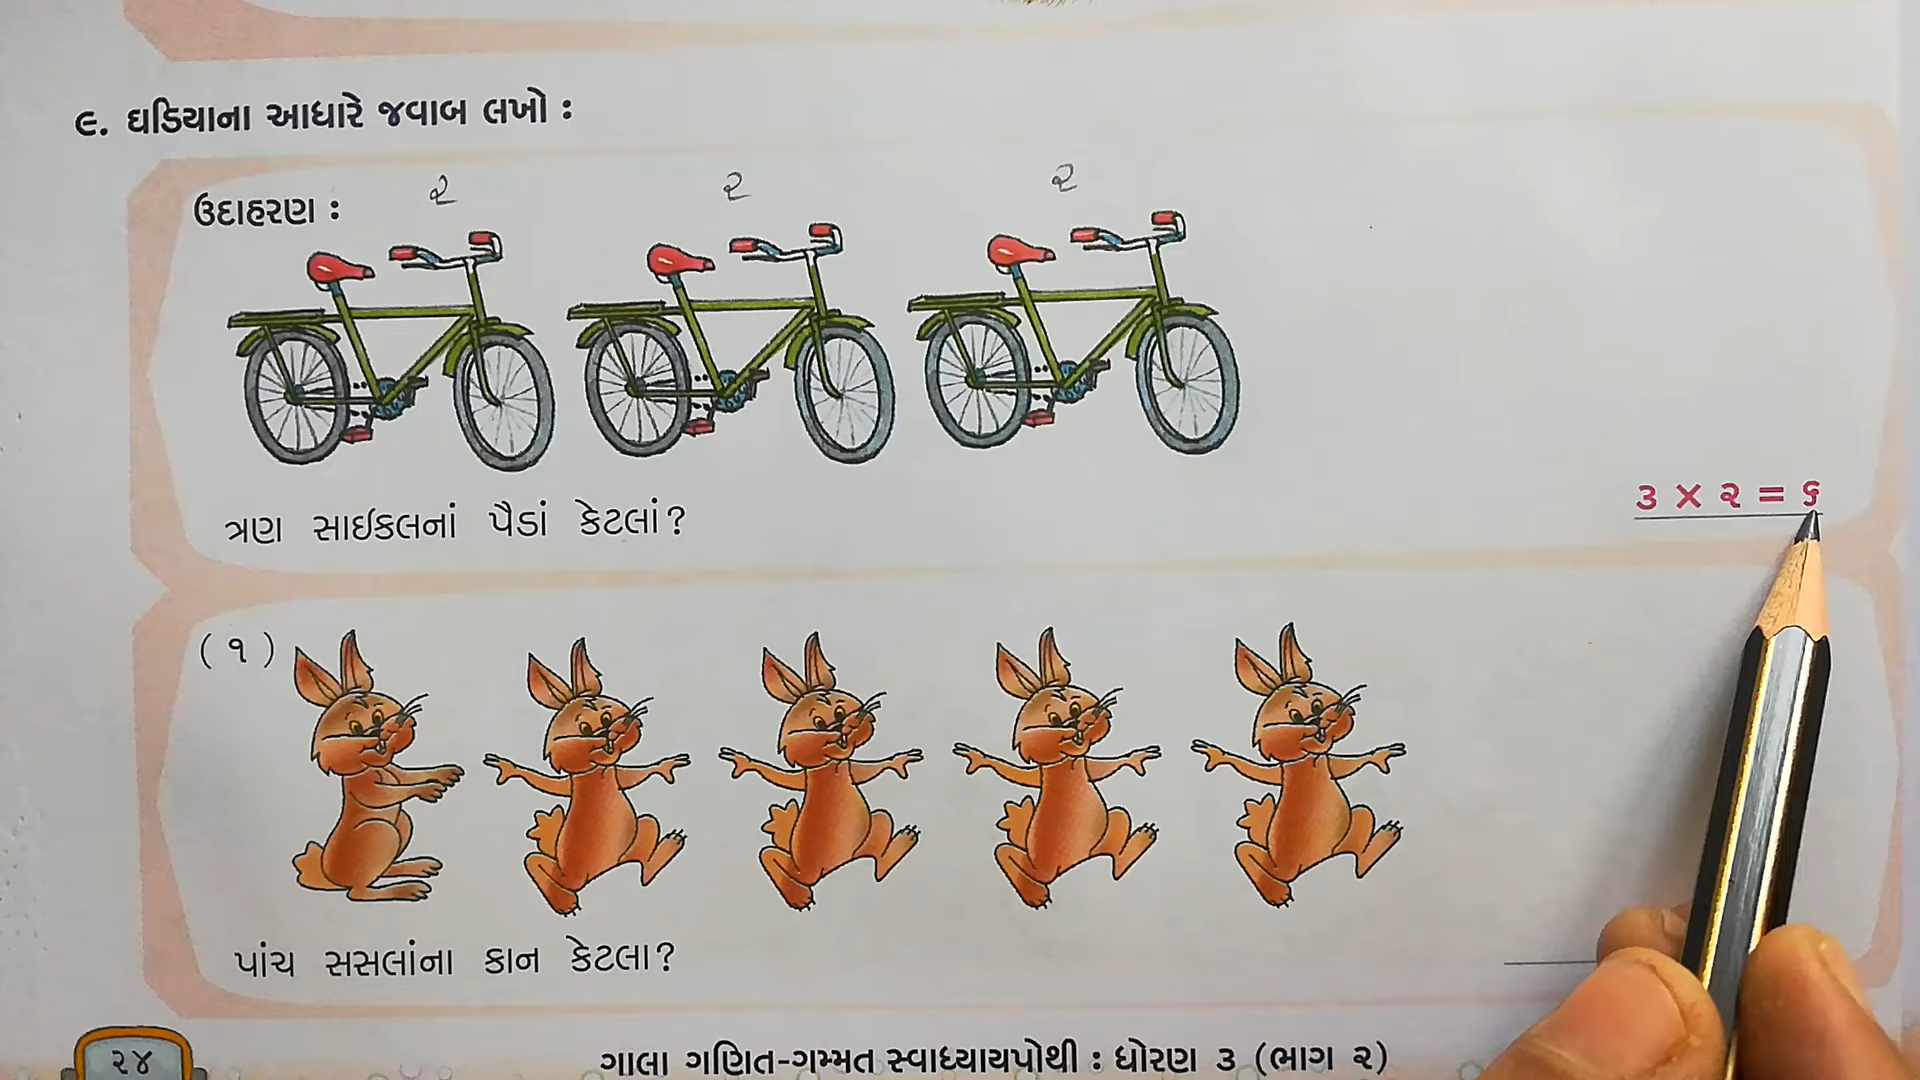 ૯. ઘડિયાના આધારે જવાબ લખો :
ઉદાહરણ :
૨ ૨ ૨
ત્રણ સાઈકલનાં પૈડાં કેટલાં?
૩ × ૨ = ૬
(૧)
પાંચ સસલાંના કાન કેટલા?
૨૪
ગાલા ગણિત-ગમ્મત સ્વાધ્યાયપોથી : ધોરણ ૩ (ભાગ ૨)